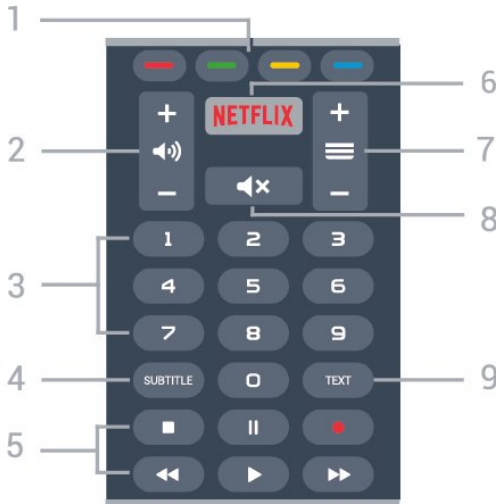 1
6
NETFLIX
+ +
2 7
- -
8
1 2 3
3
4 5 6
7 8 9
4 SUBTITLE 0 TEXT 9
5